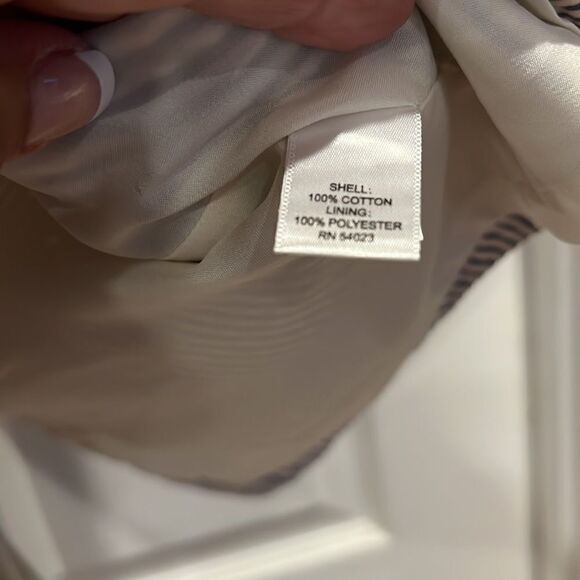 SHELL:
100% COTTON
LINING:
100% POLYESTER
RN 54023